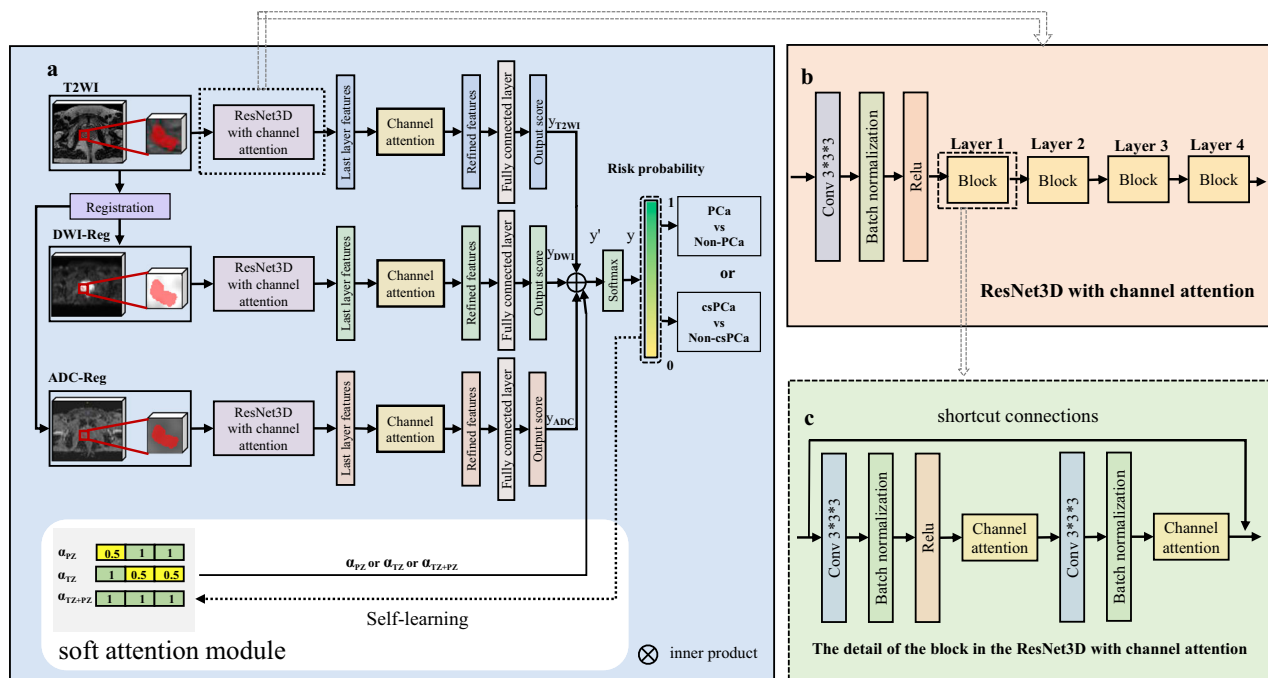 a
T2WI
ResNet3D
with channel
attention
Last layer features
Channel
attention
Refined features
Fully connected layer
Output score
yT2WI
Registration
DWI-Reg
ResNet3D
with channel
attention
Last layer features
Channel
attention
Refined features
Fully connected layer
Output score
yDWI
ADC-Reg
ResNet3D
with channel
attention
Last layer features
Channel
attention
Refined features
Fully connected layer
Output score
yADC
y'
Softmax
y
Risk probability
1
0
PCa
vs
Non-PCa
or
csPCa
vs
Non-csPCa
αPZ 0.5 1 1
αTZ 1 0.5 0.5
αTZ+PZ 1 1 1
αPZ or αTZ or αTZ+PZ
Self-learning
soft attention module
⊗ inner product
b
Conv 3*3*3
Batch normalization
Relu
Layer 1
Block
Layer 2
Block
Layer 3
Block
Layer 4
Block
ResNet3D with channel attention
c
shortcut connections
Conv 3*3*3
Batch normalization
Relu
Channel
attention
Conv 3*3*3
Batch normalization
Channel
attention
The detail of the block in the ResNet3D with channel attention